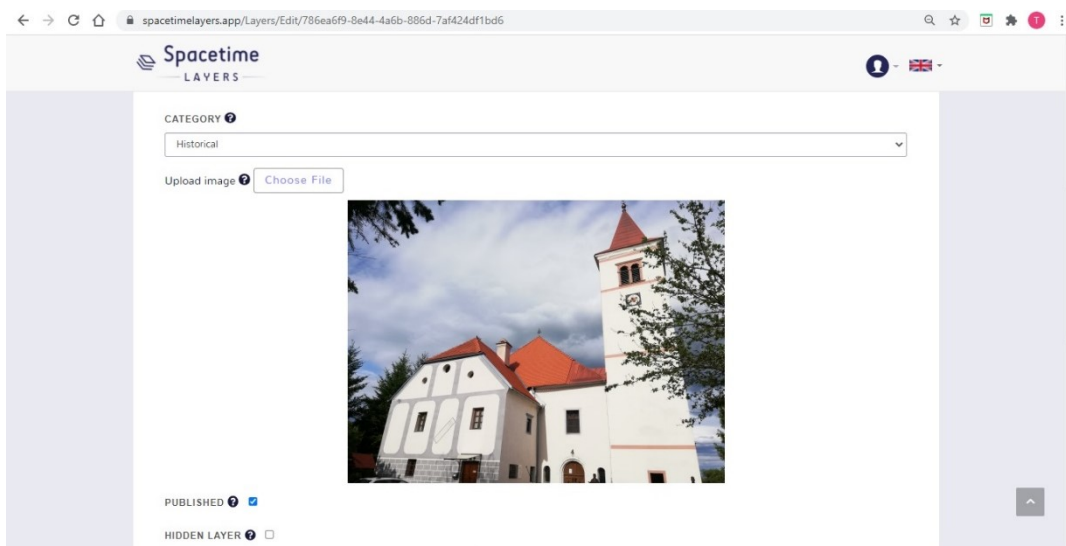 spacetimelayers.app/Layers/Edit/786ea6f9-8e44-4a6b-886d-7af424df1bd6
T
Spacetime
LAYERS
CATEGORY
Historical
Upload image Choose File
PUBLISHED
HIDDEN LAYER